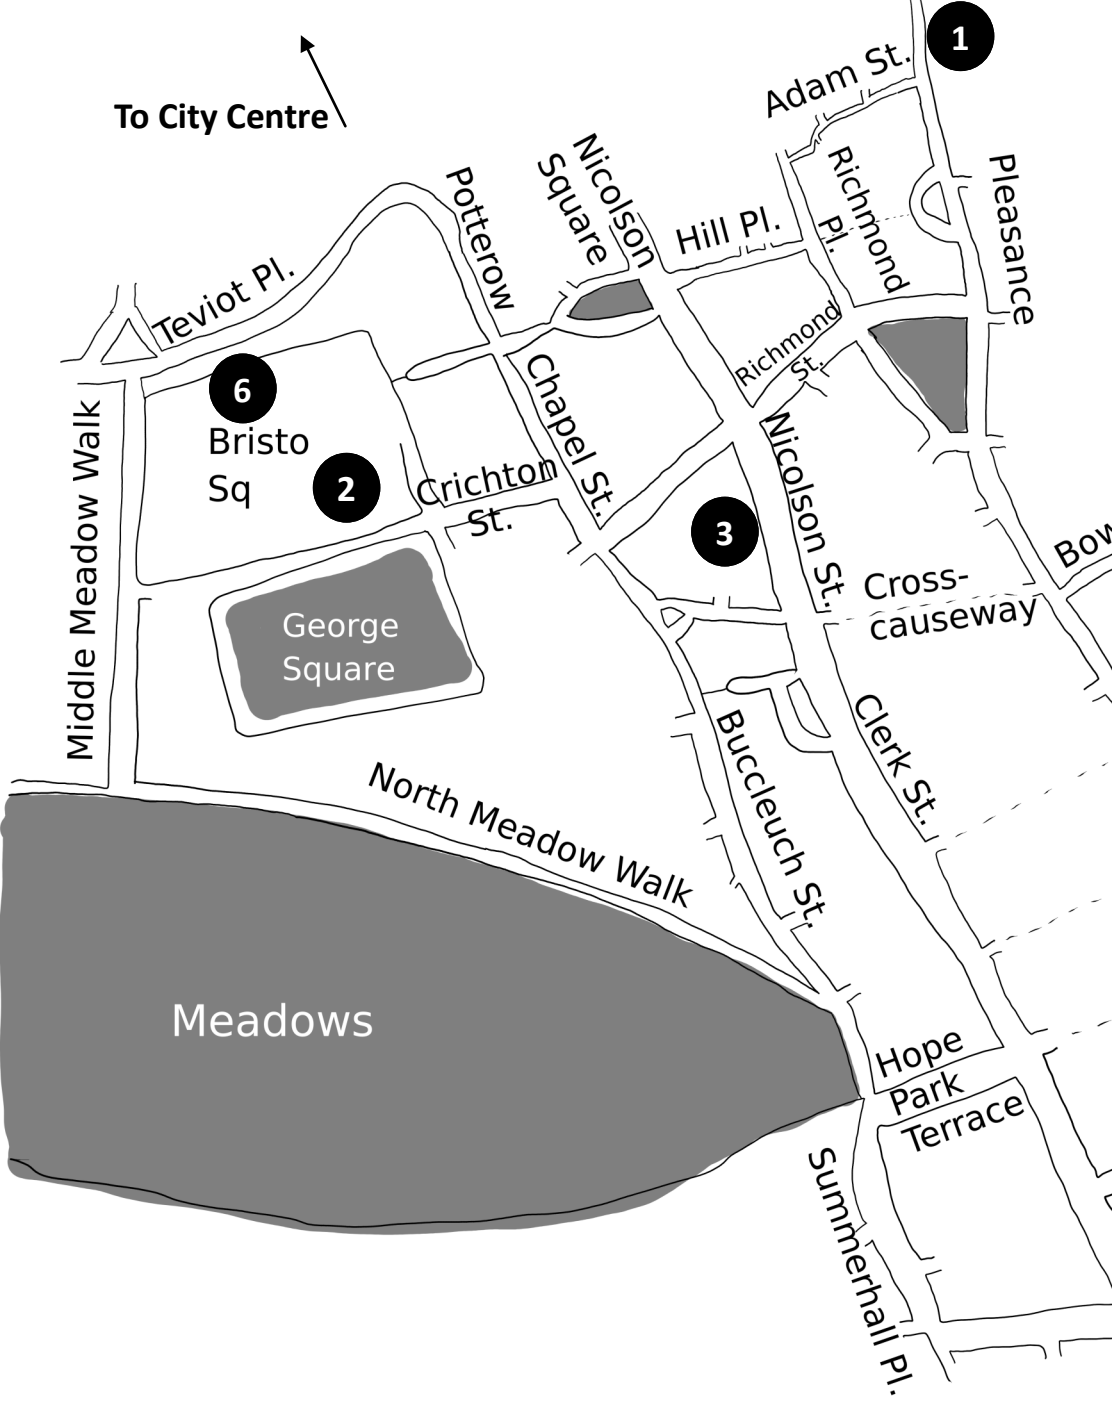 1
Adam St.
To City Centre
Nicolson
Square
Potterow
Richmond
Pl.
Pleasance
Hill Pl.
Teviot Pl.
Richmond
St.
6
Bristo
Sq
2
Chapel St.
Crichton
St.
Middle Meadow Walk
3
Nicolson St.
Bow
Cross-
causeway
George
Square
Clerk St.
Buccleuch St.
North Meadow Walk
Meadows
Hope
Park
Terrace
Summerhall Pl.